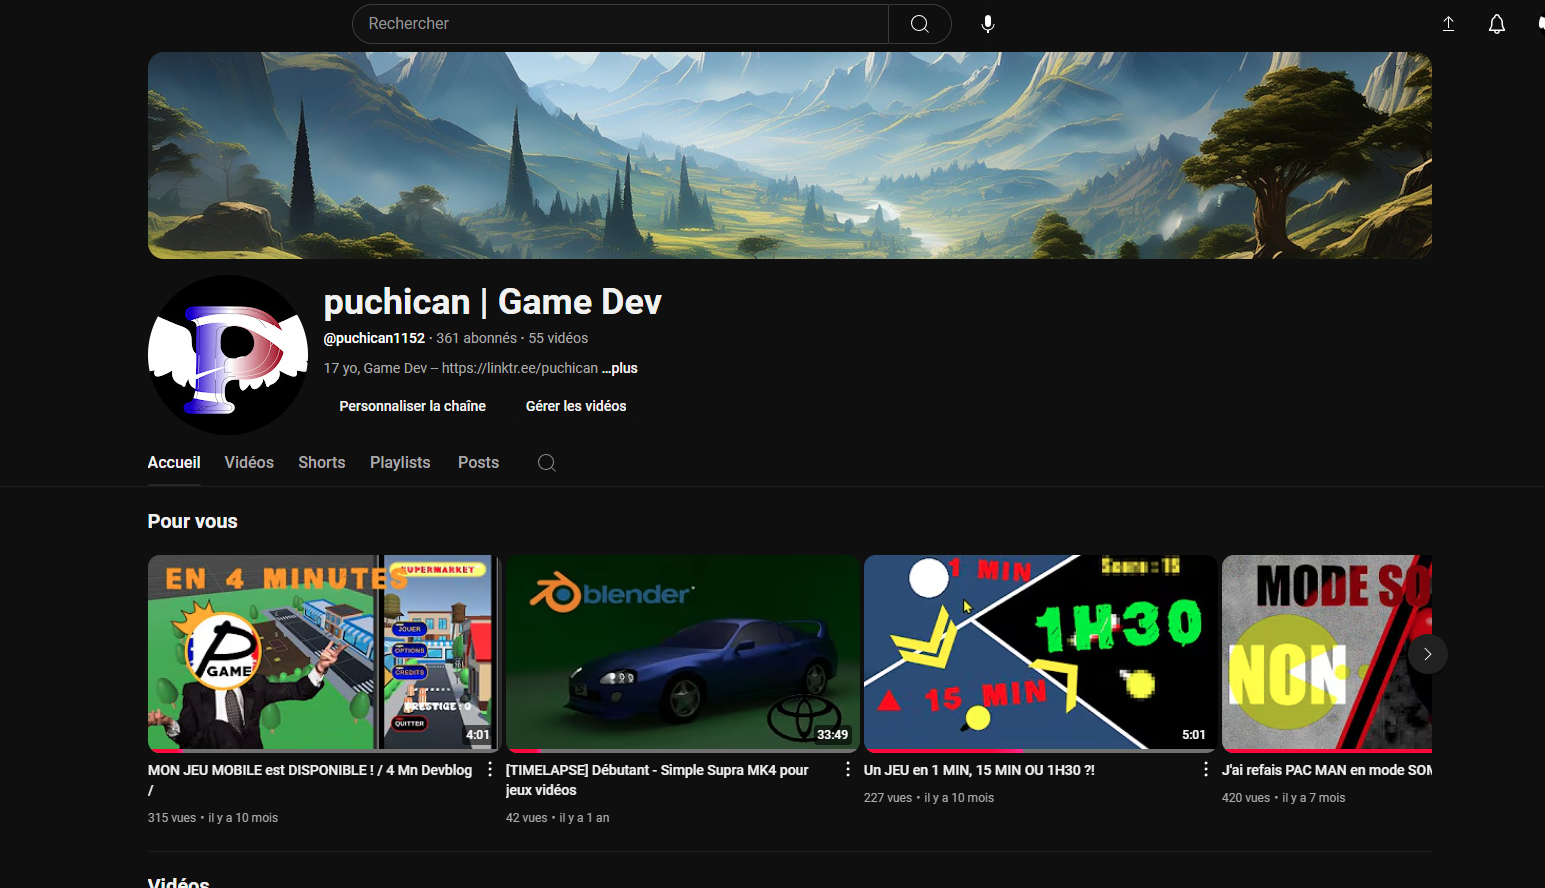 Rechercher
puchican | Game Dev
@puchican1152 · 361 abonnés · 55 vidéos
17 yo, Game Dev -- https://linktr.ee/puchican ...plus
Personnaliser la chaîne
Gérer les vidéos
Accueil
Vidéos
Shorts
Playlists
Posts
Pour vous
EN 4 MINUTES
SUPERMARKET
P
GAME
JOUER
OPTIONS
CREDITS
PRESTIGE : 0
QUITTER
4:01
blender
33:49
1 MIN
Score : 15
1H30
15 MIN
5:01
MODE SO
NON
MON JEU MOBILE est DISPONIBLE ! / 4 Mn Devblog
/
315 vues • il y a 10 mois
[TIMELAPSE] Débutant - Simple Supra MK4 pour
jeux vidéos
42 vues • il y a 1 an
Un JEU en 1 MIN, 15 MIN OU 1H30 ?!
227 vues • il y a 10 mois
J'ai refais PAC MAN en mode SOM
420 vues • il y a 7 mois
Vidéos